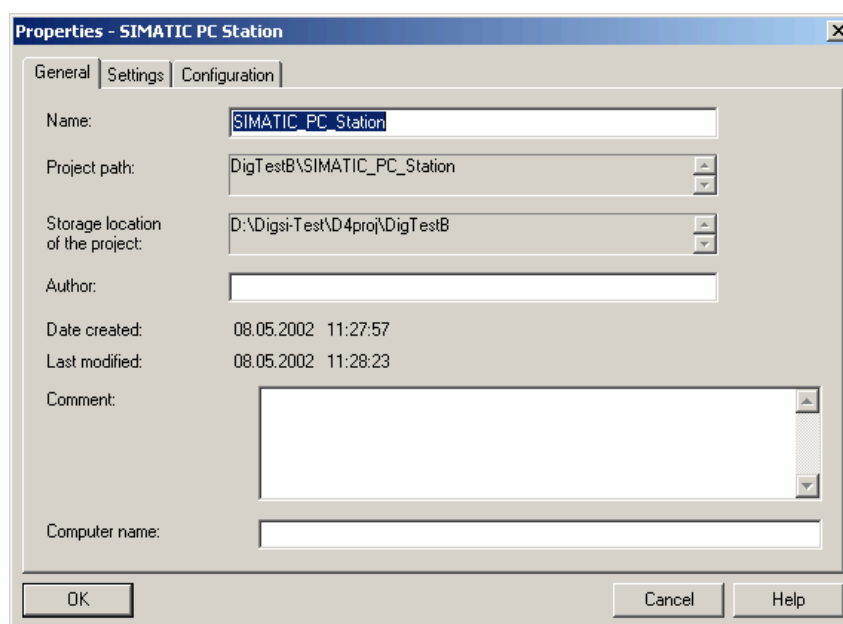 Properties - SIMATIC PC Station
General Settings Configuration
Name: SIMATIC_PC_Station
Project path: DigTestB\SIMATIC_PC_Station
Storage location
of the project: D:\Digsi-Test\D4proj\DigTestB
Author:
Date created: 08.05.2002 11:27:57
Last modified: 08.05.2002 11:28:23
Comment:
Computer name:
OK Cancel Help